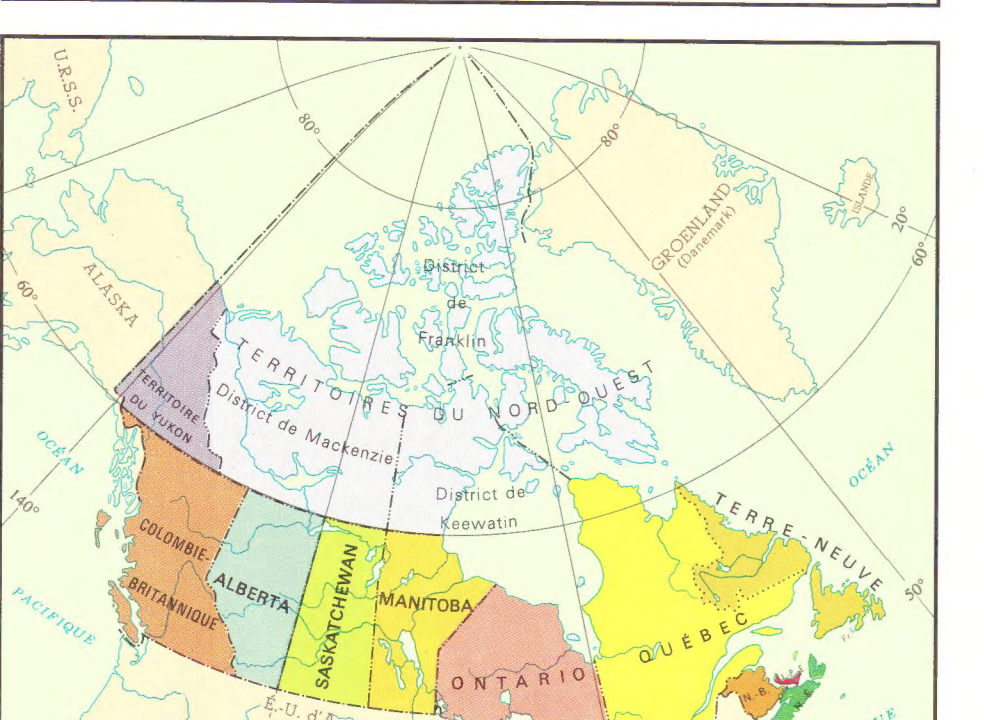 U.R.S.S.
80°
80°
ISLANDE
20°
GROENLAND
(Danemark)
60°
District
de
Franklin
ALASKA
60°
TERRITOIRES DU NORD-OUEST
TERRITOIRE
DU YUKON
District de Mackenzie
OCÉAN
OCÉAN
140°
District de
Keewatin
TERRE-NEUVE
COLOMBIE-
BRITANNIQUE
ALBERTA
SASKATCHEWAN
MANITOBA
50°
PACIFIQUE
QUÉBEC
Fr.
ONTARIO
N.-B.
N.-É.
É.-U. d'A
UE